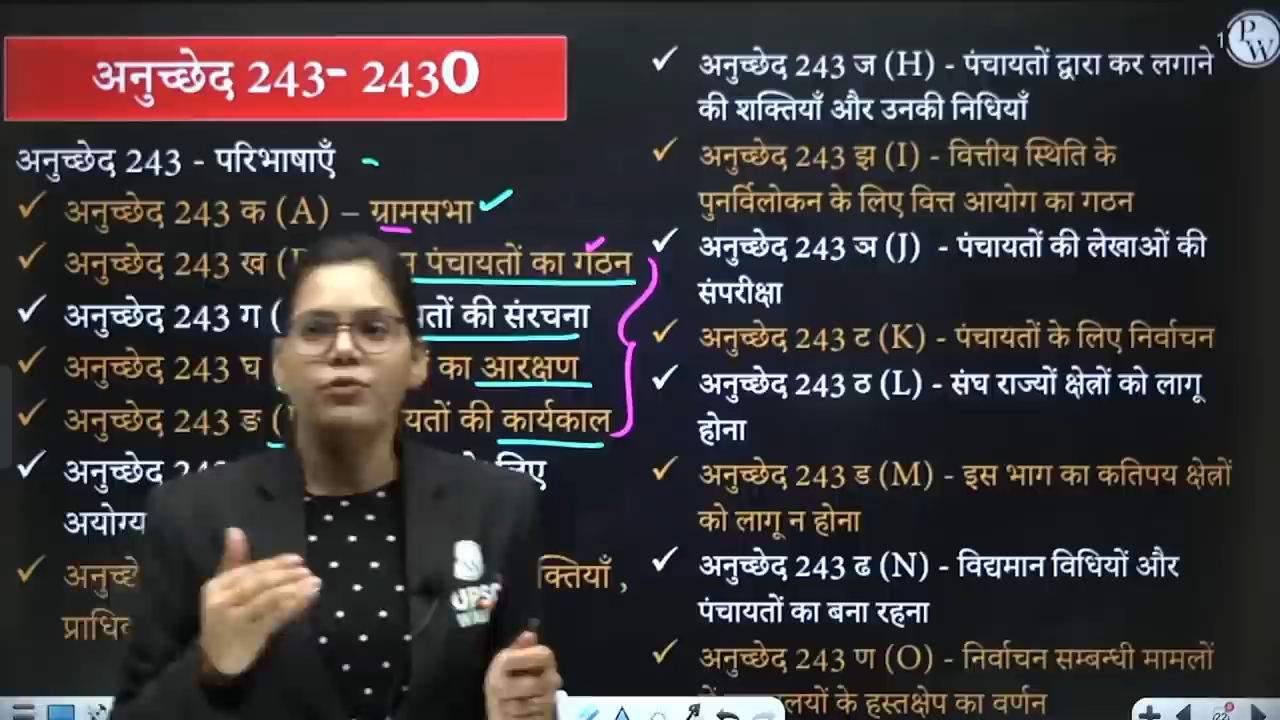 अनुच्छेद 243- 243O
अनुच्छेद 243 - परिभाषाएँ
अनुच्छेद 243 क (A) – ग्रामसभा
अनुच्छेद 243 ख ( पंचायतों का गठन
अनुच्छेद 243 ग ( की संरचना
अनुच्छेद 243 घ का आरक्षण
अनुच्छेद 243 ङ ( की कार्यकाल
अनुच्छेद
PW
अनुच्छेद 243 ज (H) - पंचायतों द्वारा कर लगाने
की शक्तियाँ और उनकी निधियाँ
अनुच्छेद 243 झ (I) - वित्तीय स्थिति के
पुनर्विलोकन के लिए वित्त आयोग का गठन
अनुच्छेद 243 ञ (J) - पंचायतों की लेखाओं की
संपरीक्षा
अनुच्छेद 243 ट (K) - पंचायतों के लिए निर्वाचन
अनुच्छेद 243 ठ (L) - संघ राज्यों क्षेत्रों को लागू
होना
अनुच्छेद 243 ड (M) - इस भाग का कतिपय क्षेत्रों
को लागू न होना
अनुच्छेद 243 ढ (N) - विद्यमान विधियों और
पंचायतों का बना रहना
अनुच्छेद 243 ण (O) - निर्वाचन सम्बन्धी मामलों
के हस्तक्षेप का वर्णन
UPSC
22